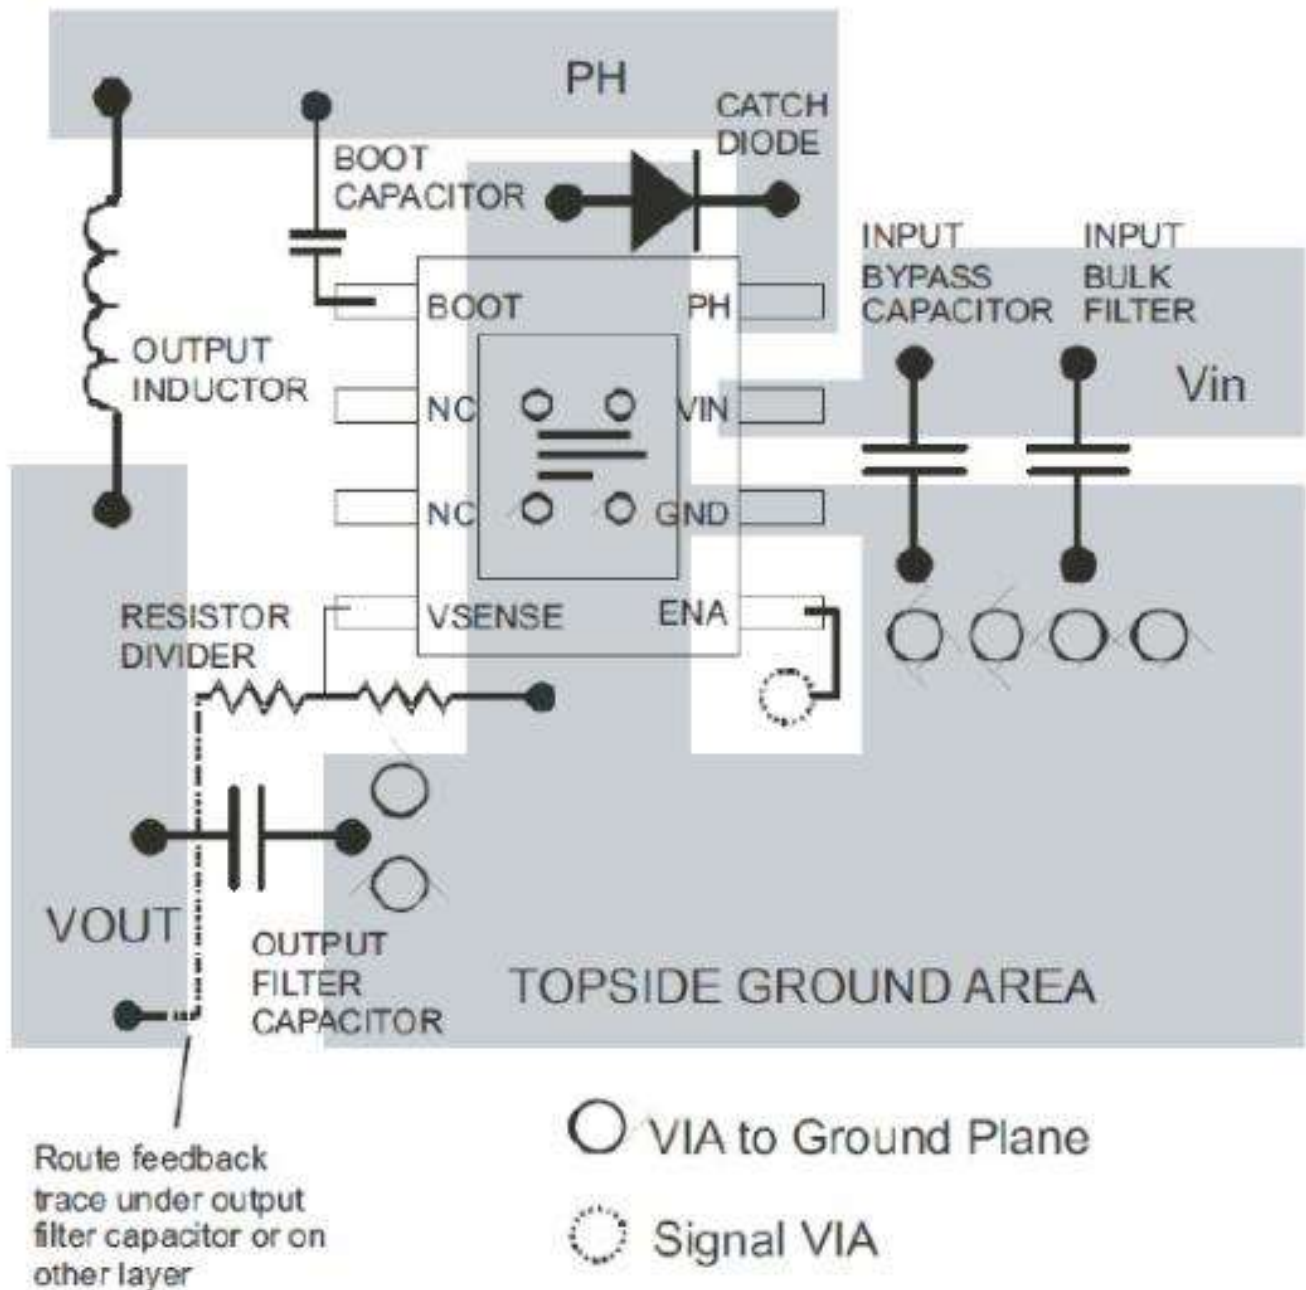 PH
CATCH
DIODE
BOOT
CAPACITOR
INPUT
BYPASS
CAPACITOR
INPUT
BULK
FILTER
Vin
OUTPUT
INDUCTOR
BOOT
PH
NC
VIN
NC
GND
VSENSE
ENA
RESISTOR
DIVIDER
VOUT
OUTPUT
FILTER
CAPACITOR
TOPSIDE GROUND AREA
Route feedback
trace under output
filter capacitor or on
other layer
VIA to Ground Plane
Signal VIA